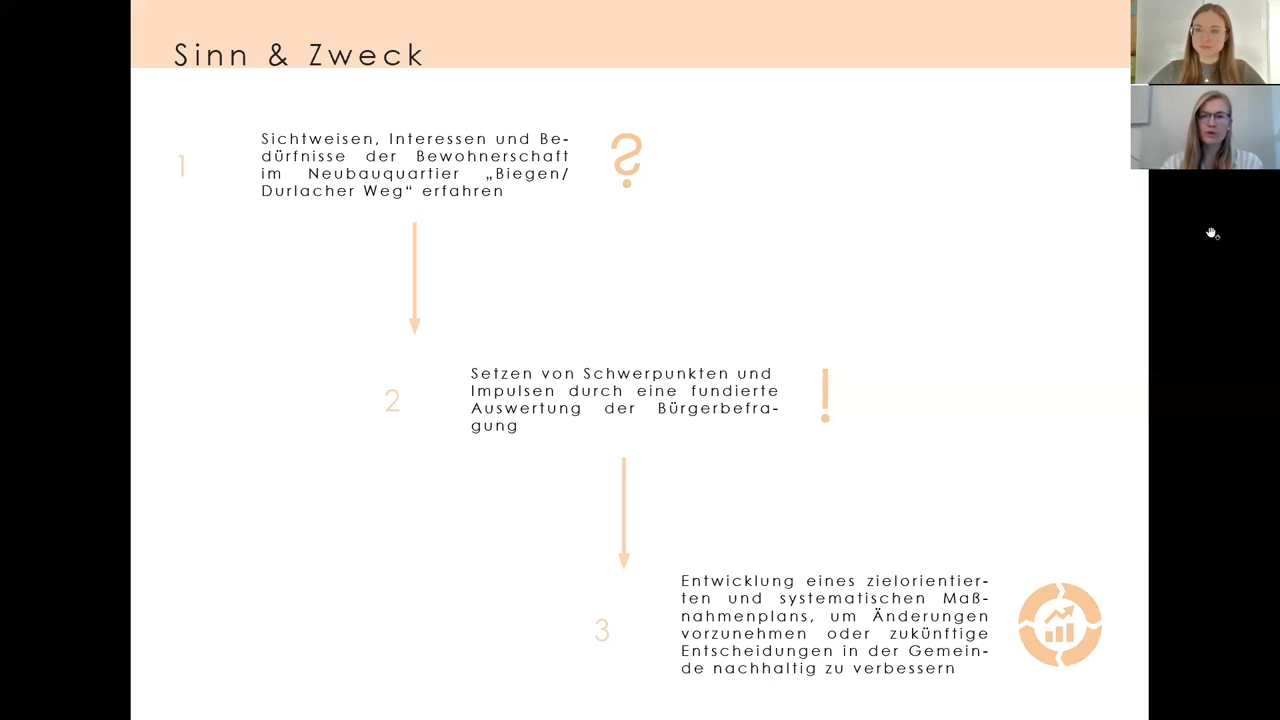 Sinn & Zweck
1
Sichtweisen, Interessen und Be-
dürfnisse der Bewohnerschaft
im Neubauquartier „Biegen/
Durlacher Weg“ erfahren
?
2
Setzen von Schwerpunkten und
Impulsen durch eine fundierte
Auswertung der Bürgerbefra-
gung
!
3
Entwicklung eines zielorientier-
ten und systematischen Maß-
nahmenplans, um Änderungen
vorzunehmen oder zukünftige
Entscheidungen in der Gemein-
de nachhaltig zu verbessern